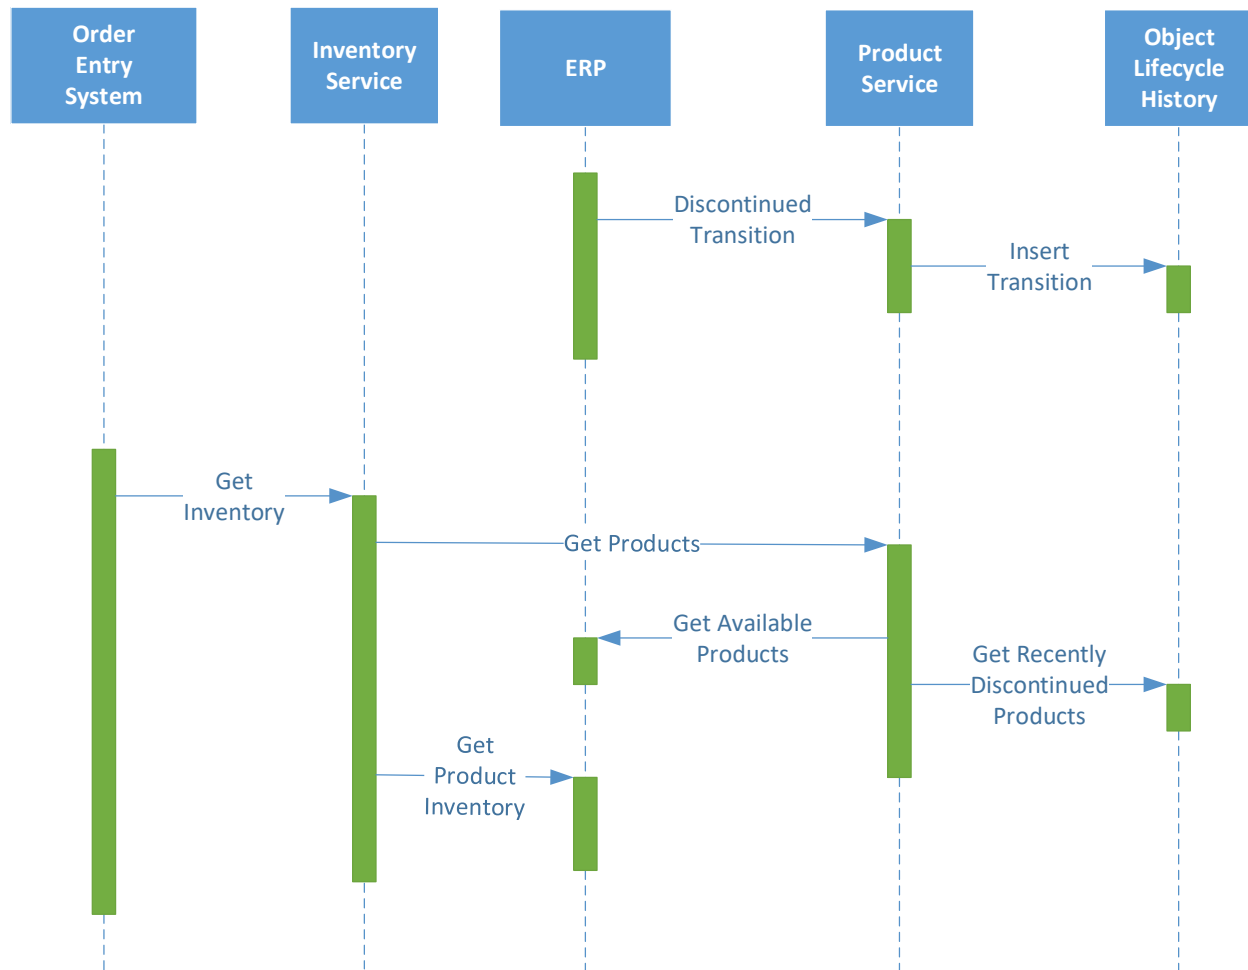 Order
Entry
System
Inventory
Service
ERP
Product
Service
Object
Lifecycle
History
Discontinued
Transition
Insert
Transition
Get
Inventory
Get Products
Get Available
Products
Get Recently
Discontinued
Products
Get
Product
Inventory